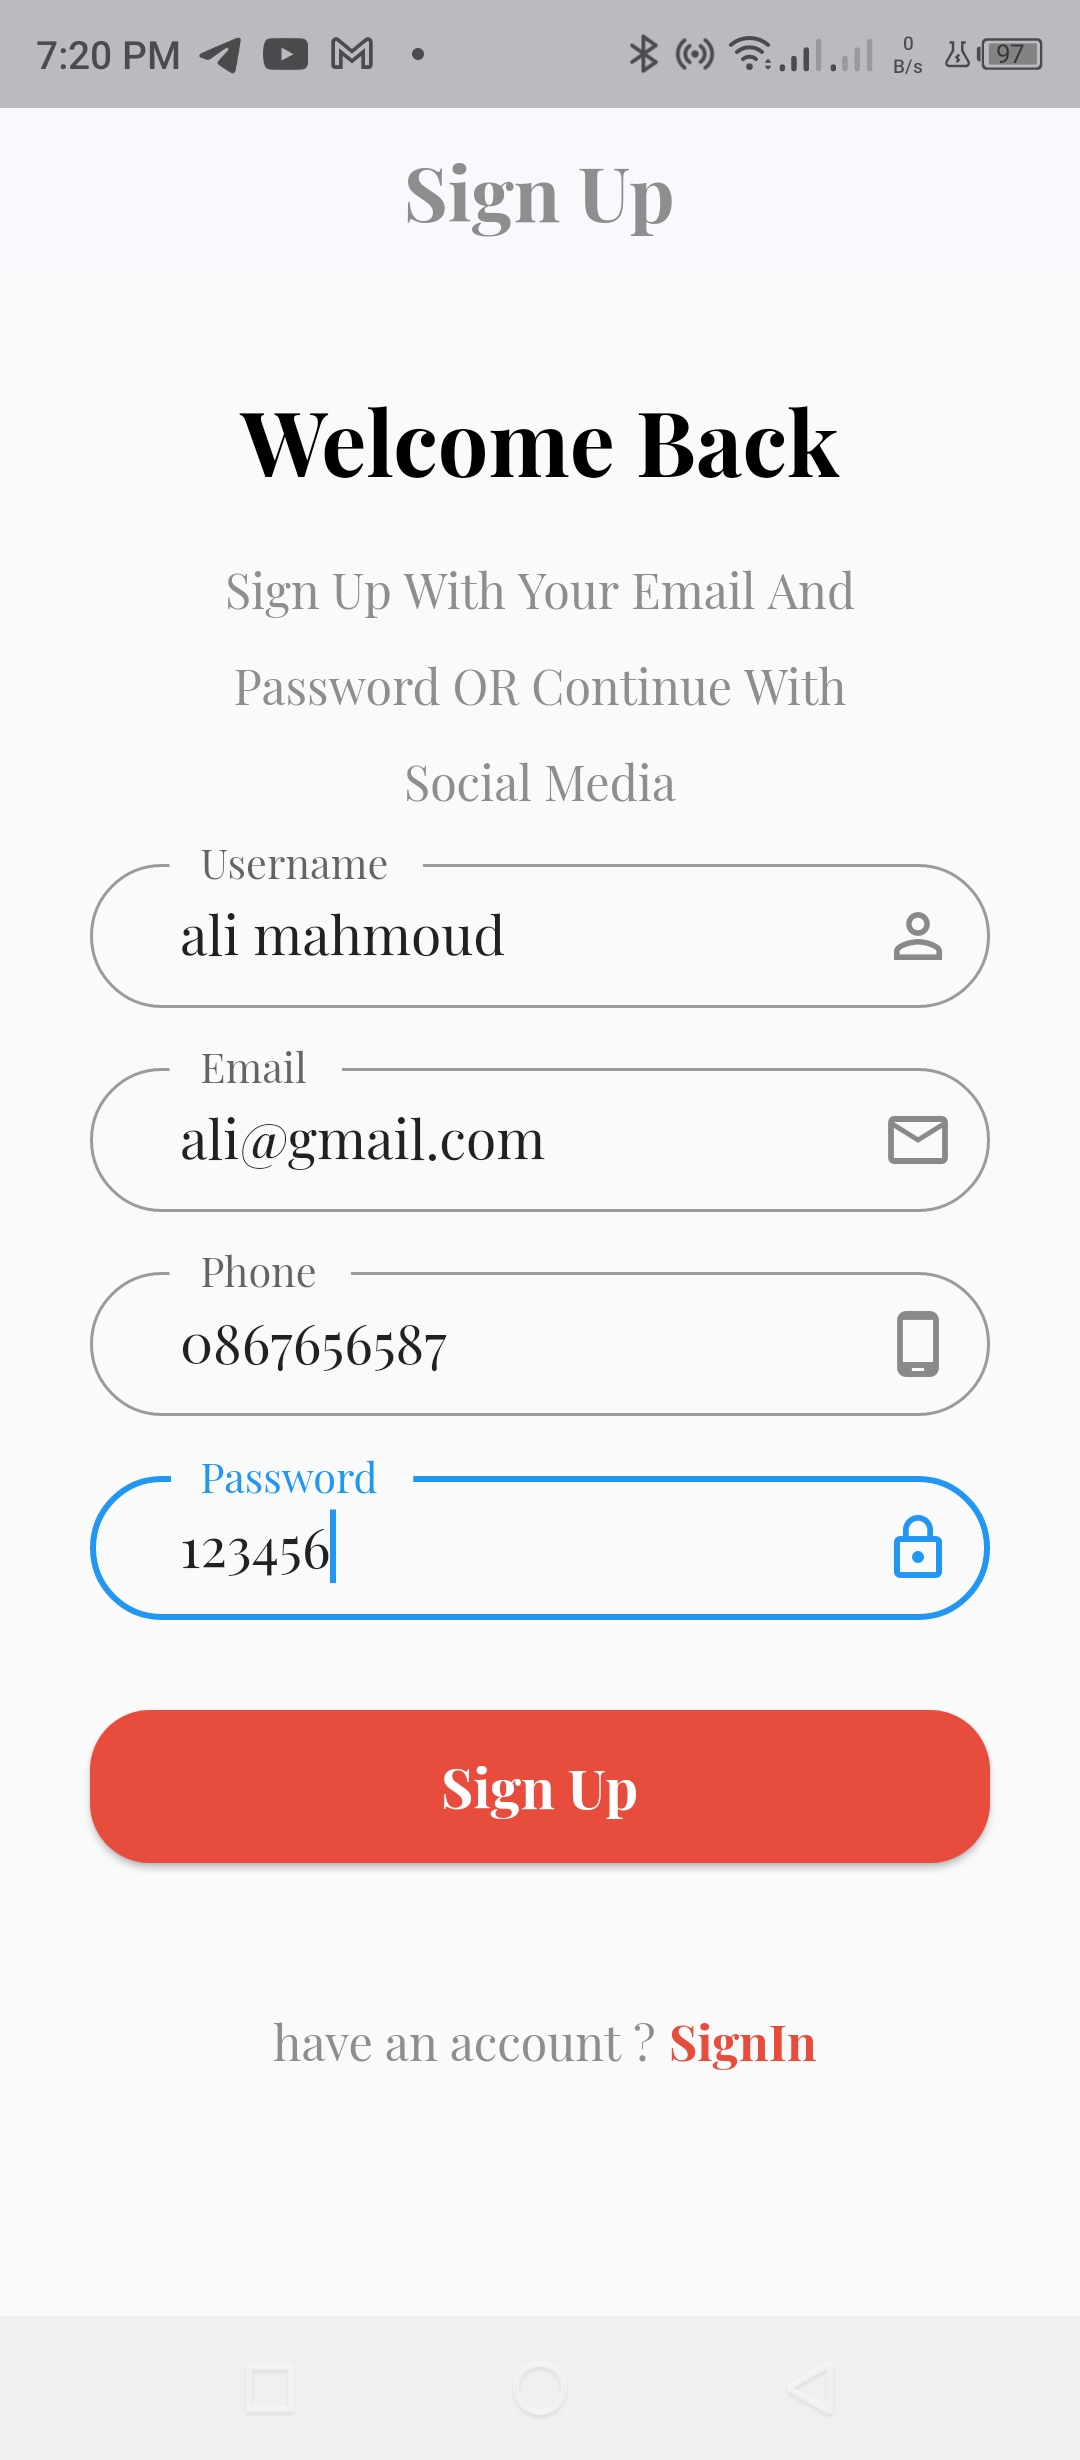 7:20 PM
0
B/s
97
Sign Up
Welcome Back
Sign Up With Your Email And
Password OR Continue With
Social Media
Username
ali mahmoud
Email
ali@gmail.com
Phone
0867656587
Password
123456
Sign Up
have an account ? SignIn